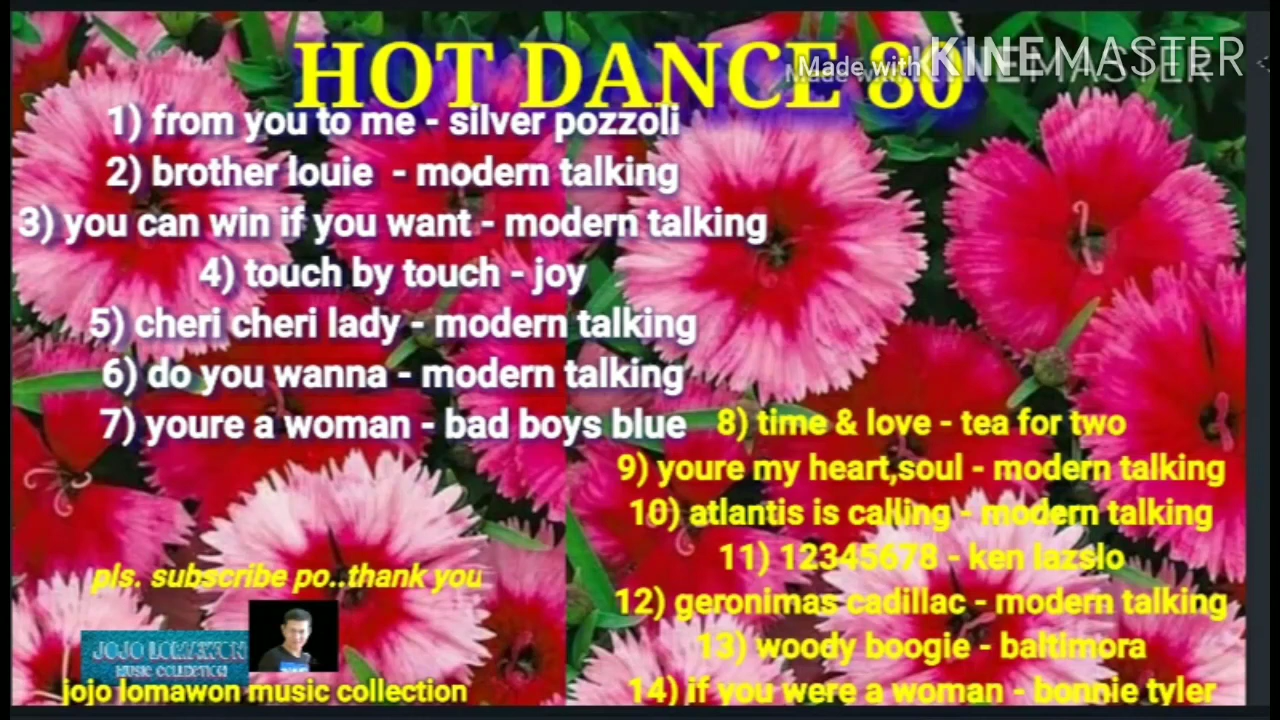 HOT DANCE 80
Made with KINEMASTER
1) from you to me - silver pozzoli
2) brother louie - modern talking
3) you can win if you want - modern talking
4) touch by touch - joy
5) cheri cheri lady - modern talking
6) do you wanna - modern talking
7) youre a woman - bad boys blue
8) time & love - tea for two
9) youre my heart,soul - modern talking
10) atlantis is calling - modern talking
11) 12345678 - ken lazslo
12) geronimas cadillac - modern talking
13) woody boogie - baltimora
14) if you were a woman - bonnie tyler
pls. subscribe po..thank you
JOJO LOMAWON
MUSIC COLLECTION
jojo lomawon music collection